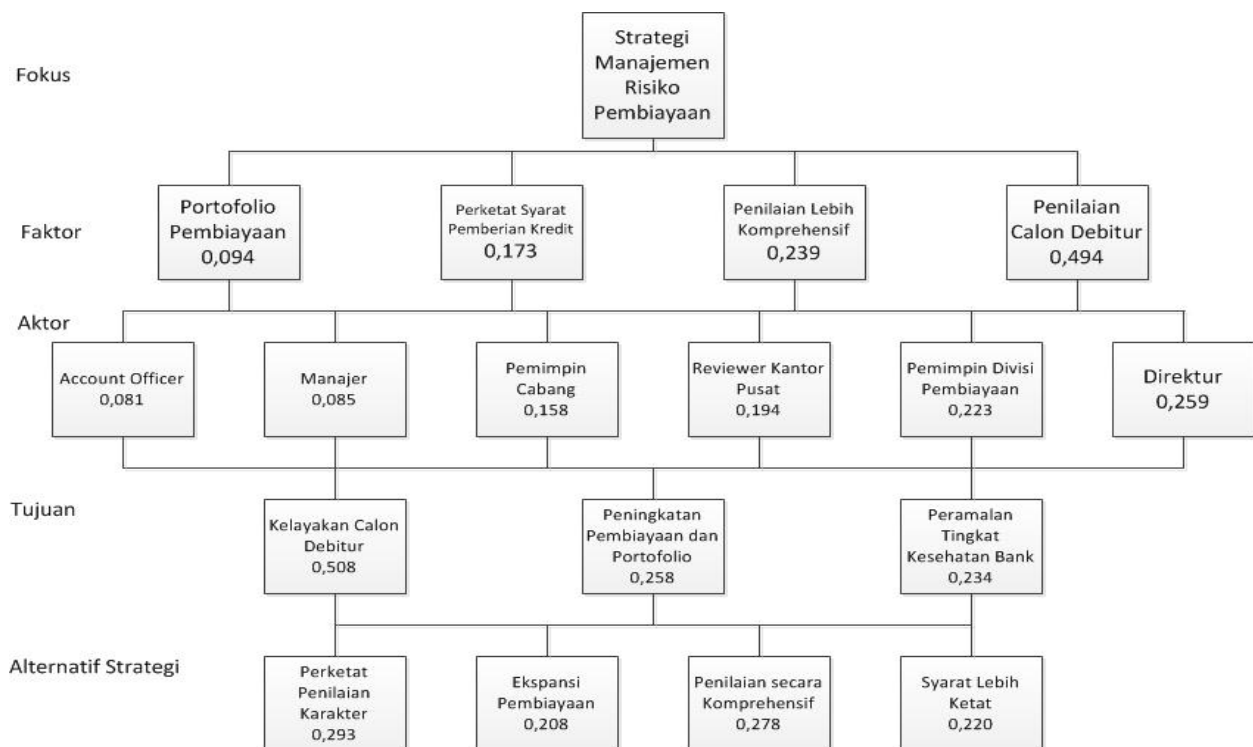 Fokus
Strategi
Manajemen
Risiko
Pembiayaan
Faktor
Portofolio
Pembiayaan
0,094
Perketat Syarat
Pemberian Kredit
0,173
Penilaian Lebih
Komprehensif
0,239
Penilaian
Calon Debitur
0,494
Aktor
Account Officer
0,081
Manajer
0,085
Pemimpin
Cabang
0,158
Reviewer Kantor
Pusat
0,194
Pemimpin Divisi
Pembiayaan
0,223
Direktur
0,259
Tujuan
Kelayakan Calon
Debitur
0,508
Peningkatan
Pembiayaan dan
Portofolio
0,258
Peramalan
Tingkat
Kesehatan Bank
0,234
Alternatif Strategi
Perketat
Penilaian
Karakter
0,293
Ekspansi
Pembiayaan
0,208
Penilaian secara
Komprehensif
0,278
Syarat Lebih
Ketat
0,220